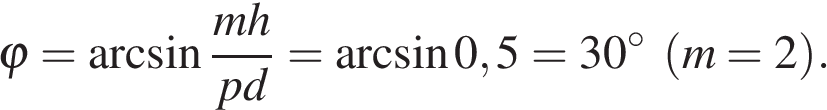 φ = arcsin mh/pd = arcsin 0,5 = 30° (m = 2).